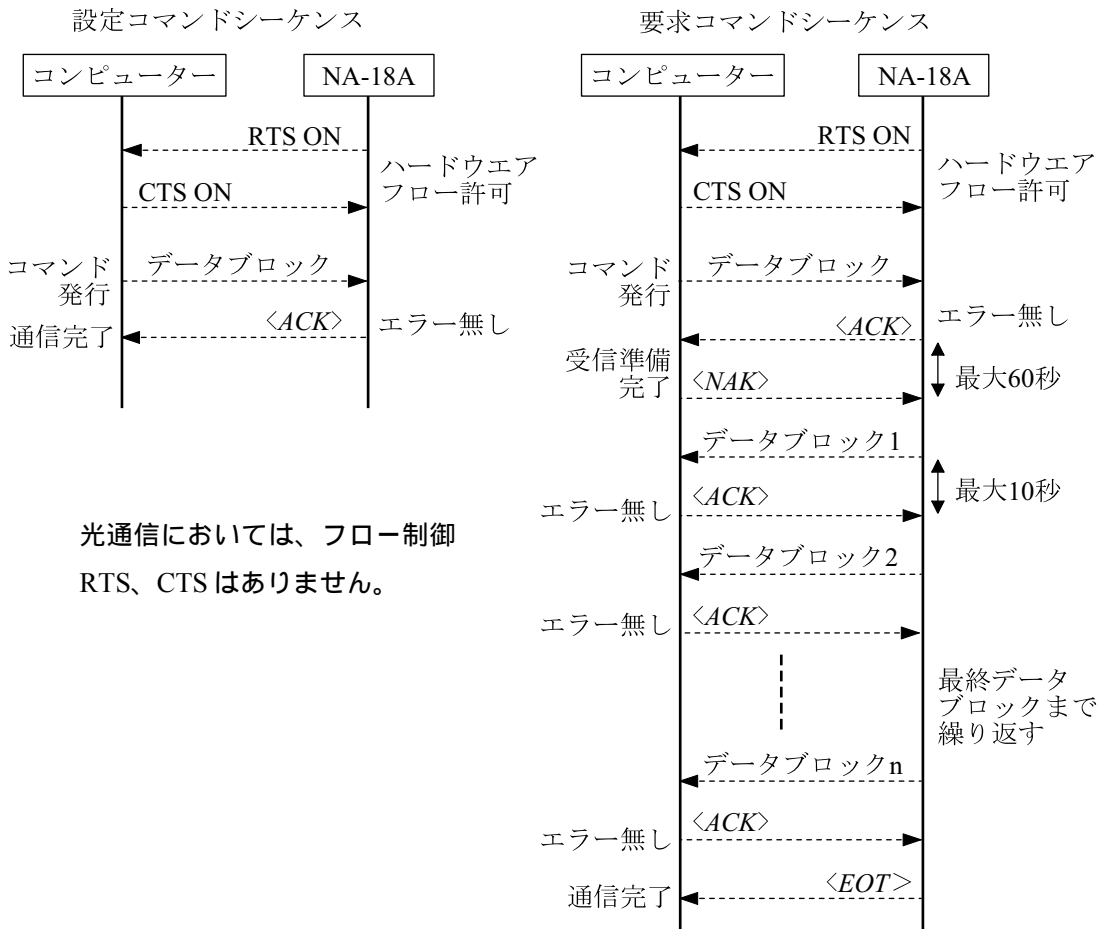 設定コマンドシーケンス
コンピューター
NA-18A
RTS ON
ハードウエア
フロー許可
CTS ON
コマンド
発行
データブロック
通信完了
<ACK>
エラー無し
光通信においては、フロー制御
RTS、CTS はありません。
要求コマンドシーケンス
コンピューター
NA-18A
RTS ON
ハードウエア
フロー許可
CTS ON
コマンド
発行
データブロック
エラー無し
<ACK>
受信準備
完了
<NAK>
最大60秒
データブロック1
最大10秒
エラー無し
<ACK>
データブロック2
エラー無し
<ACK>
最終データ
ブロックまで
繰り返す
データブロックn
エラー無し
<ACK>
通信完了
<EOT>